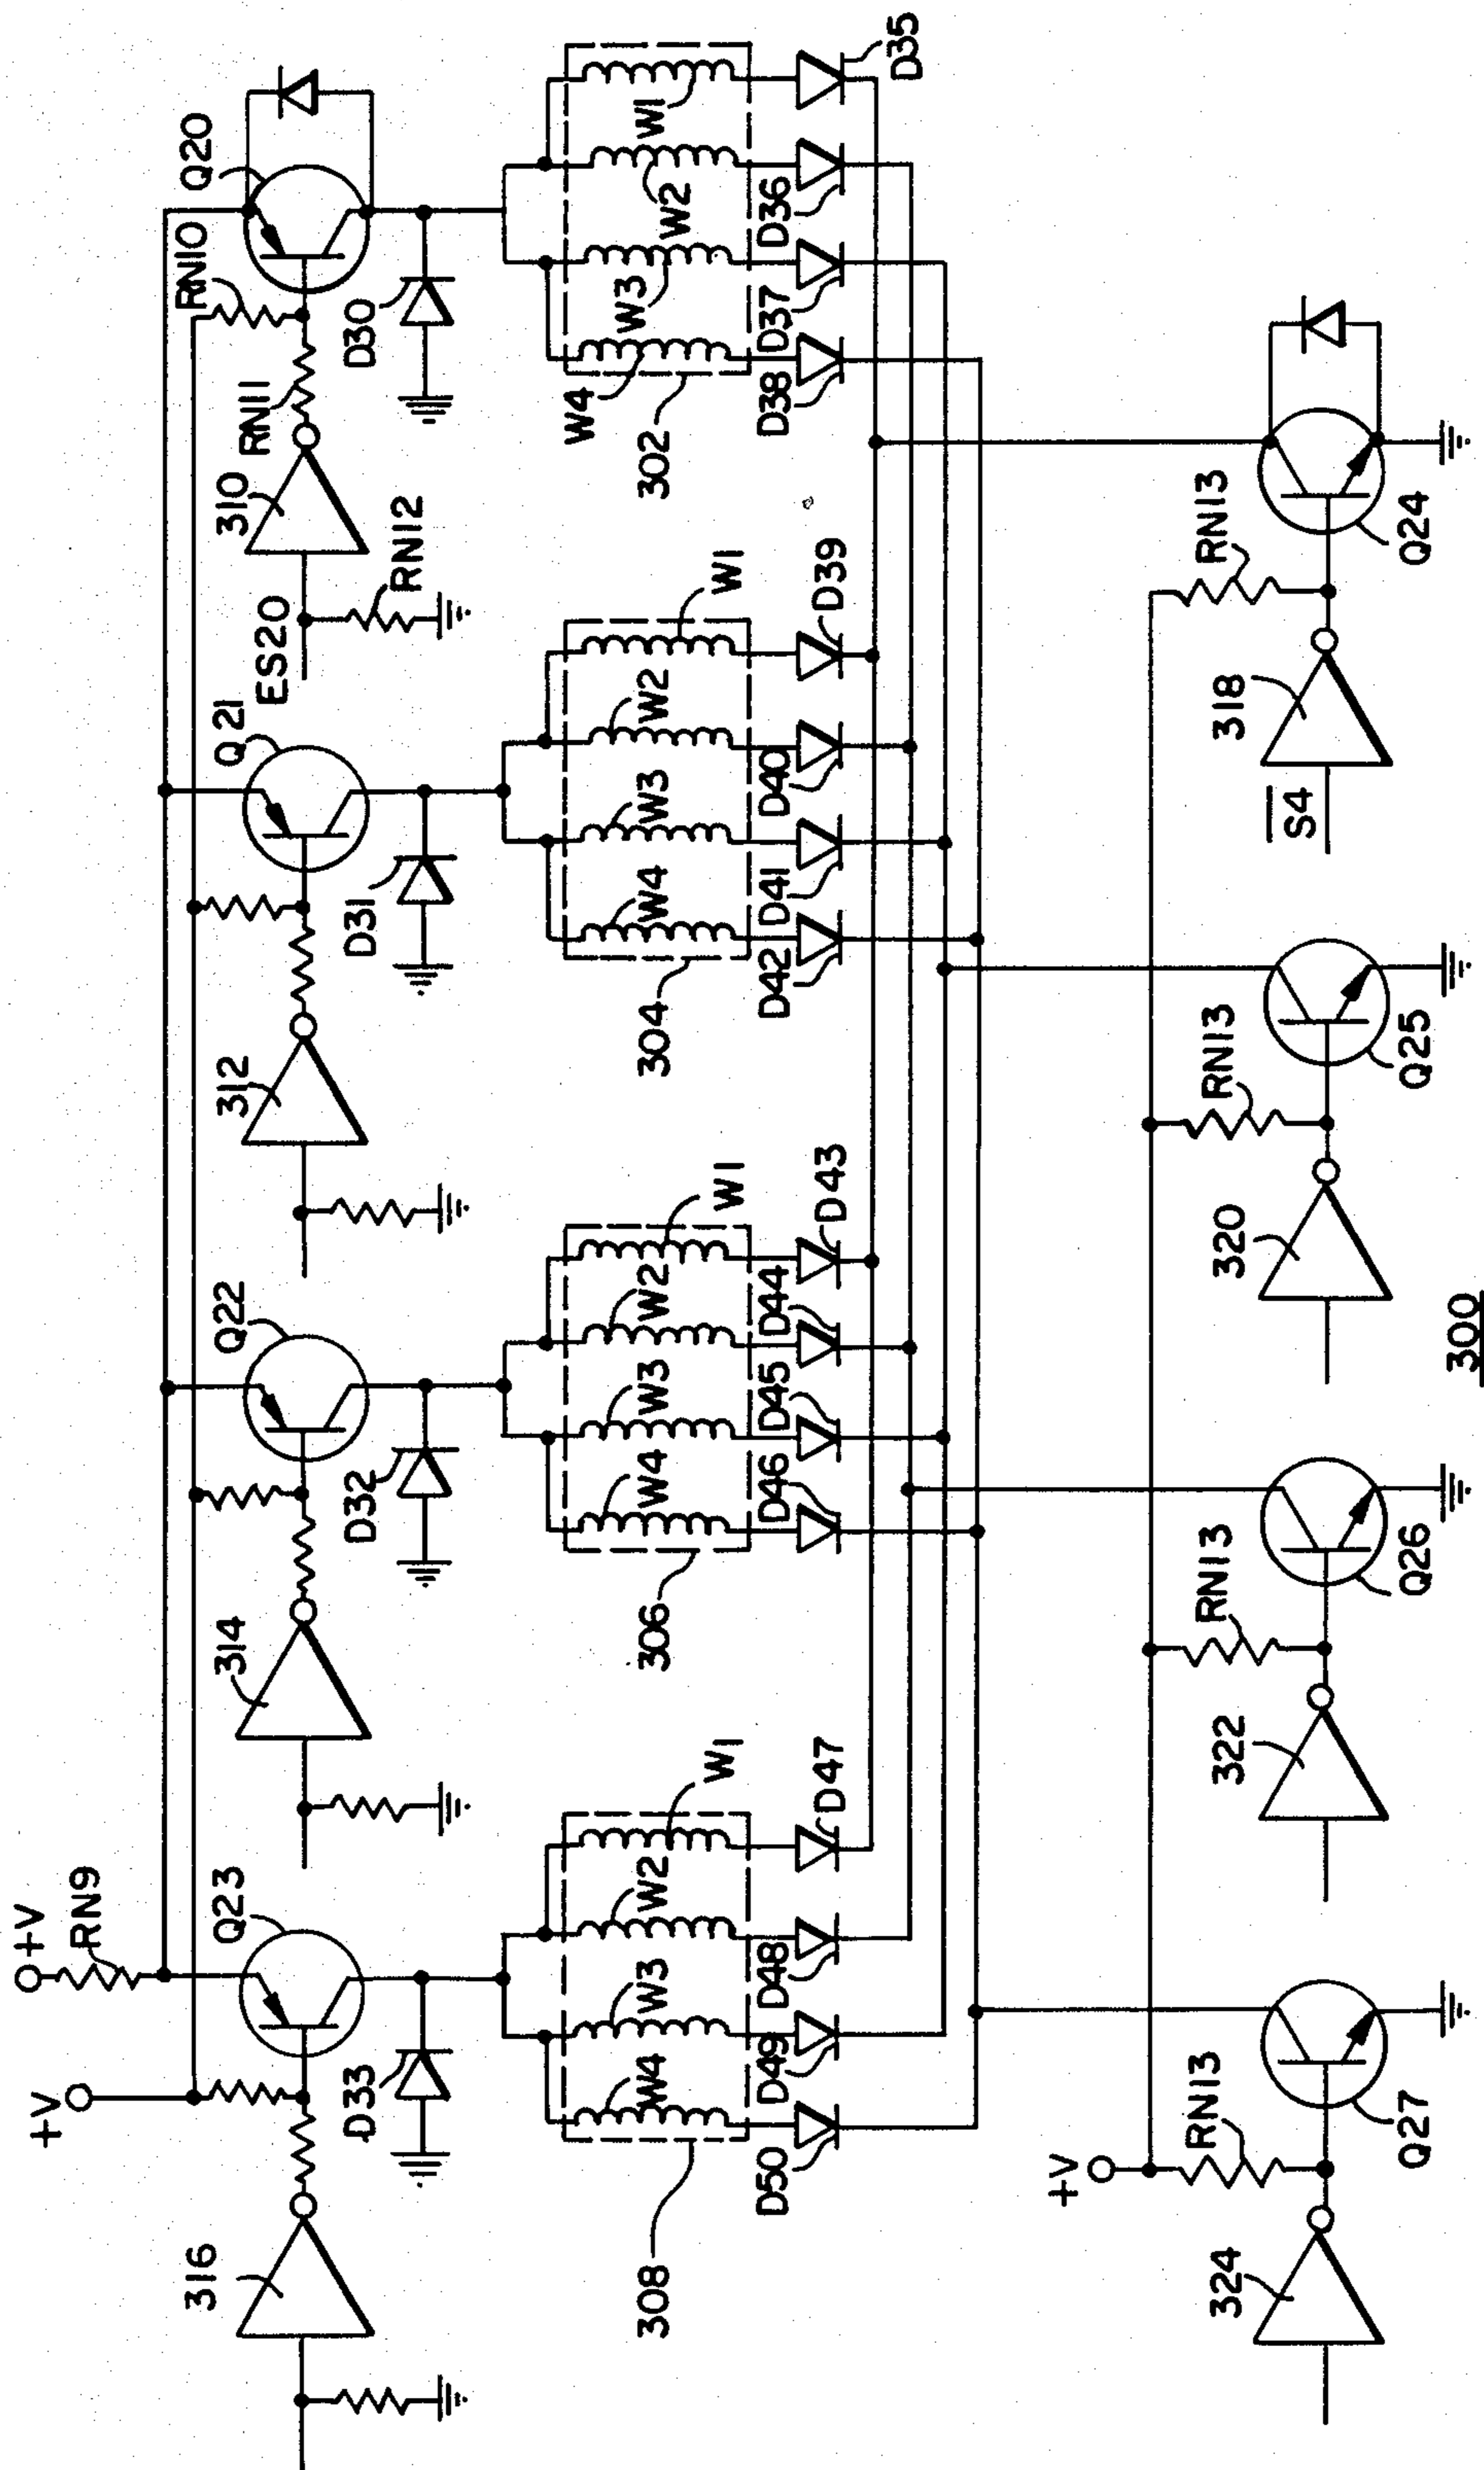 +V
+V
RN9
Q23
Q22
Q21
Q20
RN10
RN11
316
314
312
310
ES20
RN12
D33
D32
D31
D30
W4
W3
W2
W1
W4
W3
W2
W1
W4
W3
W2
W1
W4
W3
W2
W1
308
306
304
302
D50
D49
D48
D47
D46
D45
D44
D43
D42
D41
D40
D39
D38
D37
D36
D35
+V
RN13
RN13
RN13
RN13
324
322
320
318
S4
Q27
Q26
Q25
Q24
300